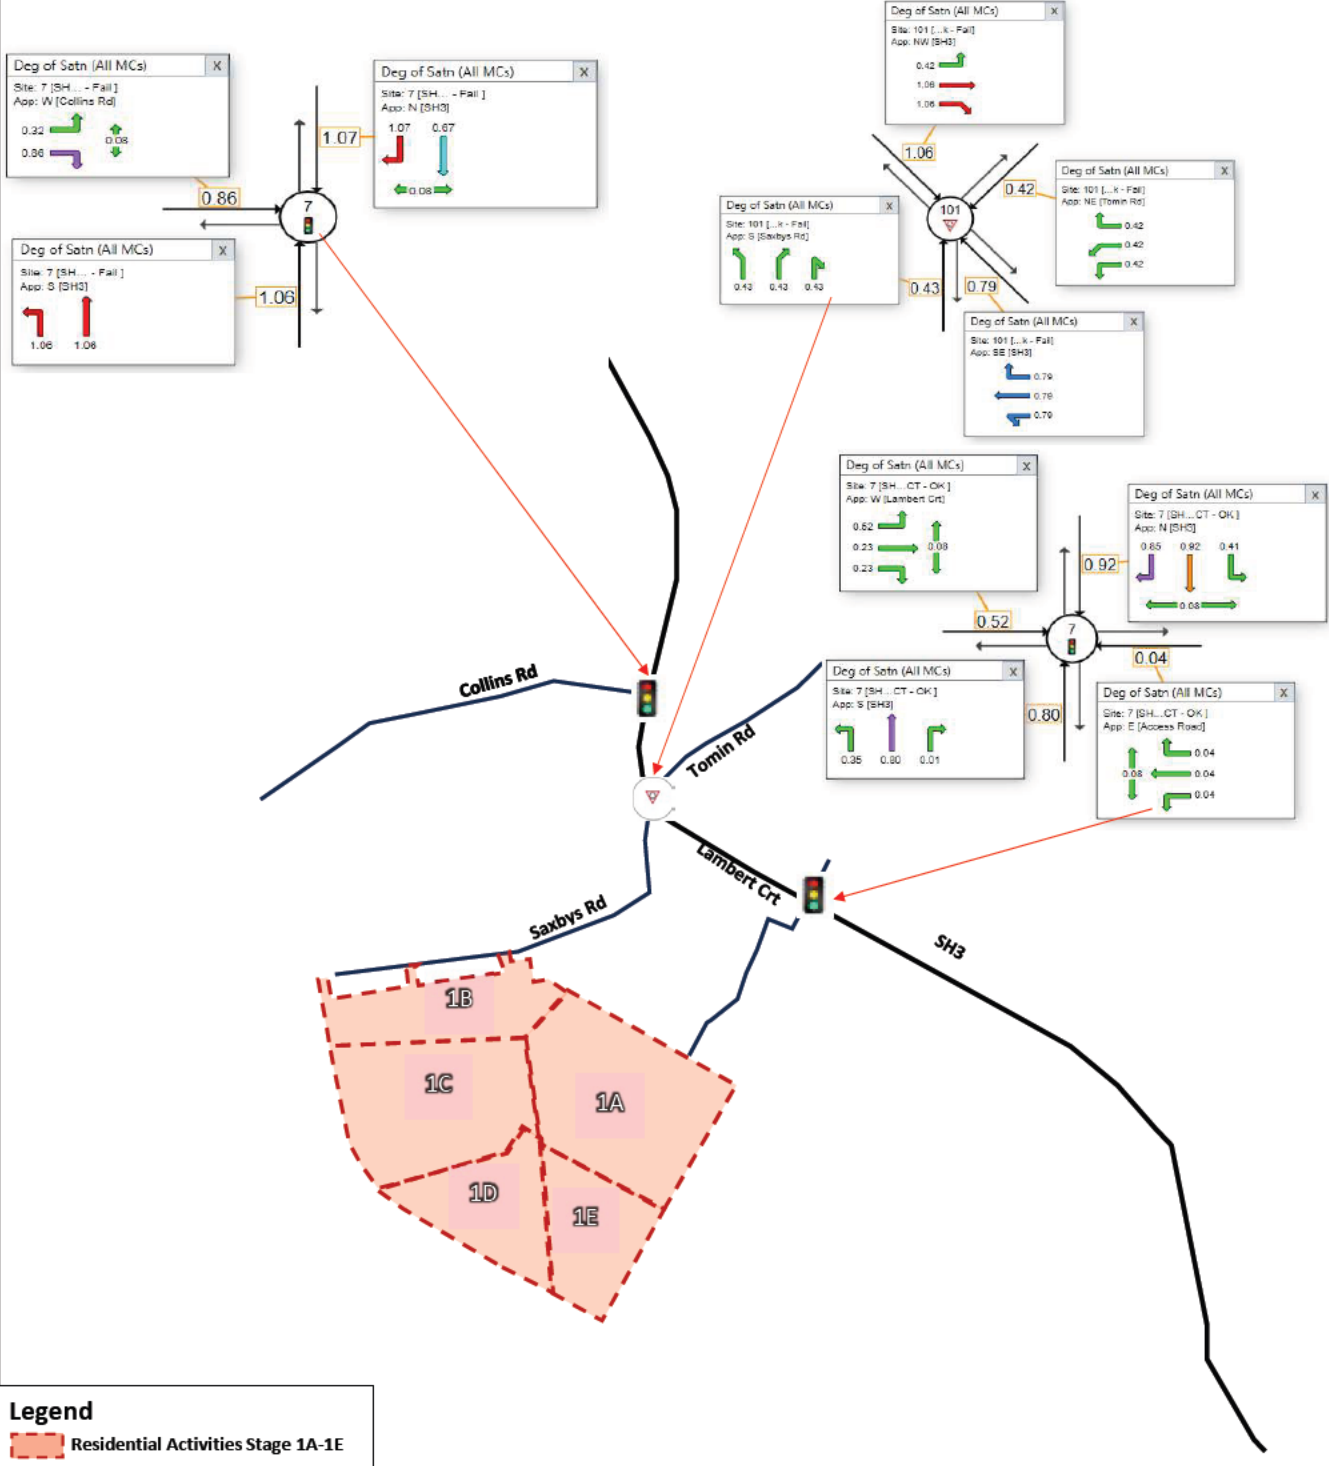 Deg of Satn (All MCs) X
Site: 7 [SH... - Fail ]
App: W [Collins Rd]
0.32
0.08
0.86
0.86
Deg of Satn (All MCs) X
Site: 7 [SH... - Fail ]
App: N [SH3]
1.07 0.67
0.08
1.07
7
Deg of Satn (All MCs) X
Site: 7 [SH... - Fail ]
App: S [SH3]
1.06 1.06
1.06
Deg of Satn (All MCs) X
Site: 101 [...k - Fail]
App: NW [SH3]
0.42
1.06
1.06
1.06
Deg of Satn (All MCs) X
Site: 101 [...k - Fail]
App: NE [Tomin Rd]
0.42
0.42
0.42
0.42
101
Deg of Satn (All MCs) X
Site: 101 [...k - Fail]
App: S [Saxbys Rd]
0.43 0.43 0.43
0.43
0.79
Deg of Satn (All MCs) X
Site: 101 [...k - Fail]
App: SE [SH3]
0.79
0.79
0.79
Deg of Satn (All MCs) X
Site: 7 [SH...CT - OK ]
App: W [Lambert Crt]
0.52
0.23
0.08
0.23
0.52
Deg of Satn (All MCs) X
Site: 7 [SH...CT - OK ]
App: N [SH3]
0.85 0.92 0.41
0.08
0.92
7
0.04
Deg of Satn (All MCs) X
Site: 7 [SH...CT - OK ]
App: S [SH3]
0.35 0.80 0.01
0.80
Deg of Satn (All MCs) X
Site: 7 [SH...CT - OK ]
App: E [Access Road]
0.04
0.08
0.04
0.04
Collins Rd
Tomin Rd
Lambert Crt
Saxbys Rd
SH3
1B
1C
1A
1D
1E
Legend
Residential Activities Stage 1A-1E